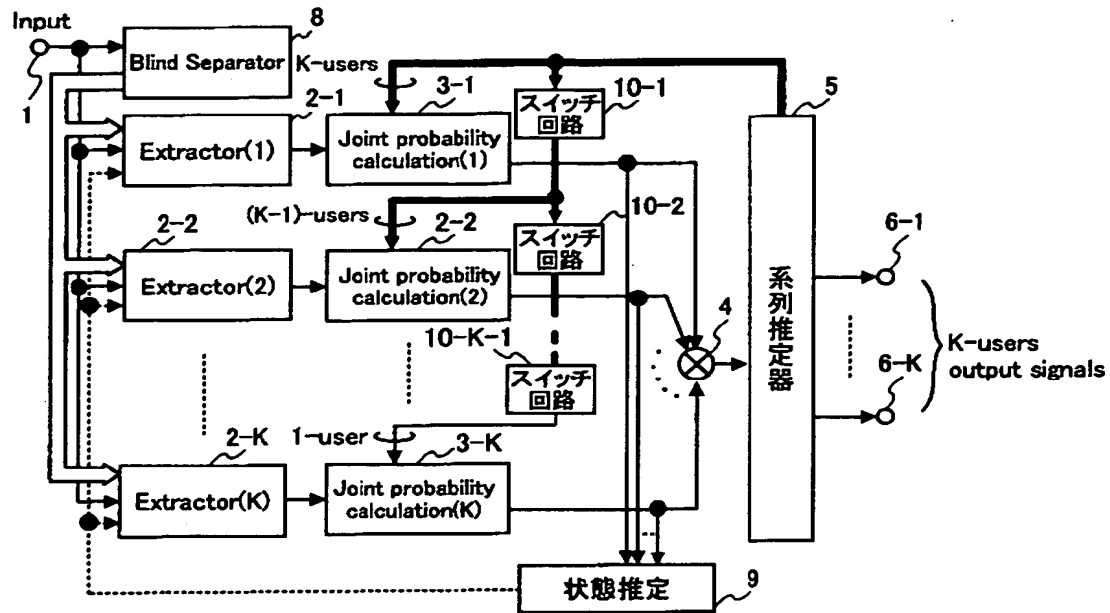 Input
8
Blind Separator
K-users
1
2-1
3-1
10-1
スイッチ
回路
5
Extractor(1)
Joint probability
calculation(1)
(K-1)-users
10-2
2-2
2-2
スイッチ
回路
Extractor(2)
Joint probability
calculation(2)
系列推定器
6-1
4
10-K-1
スイッチ
回路
K-users
output signals
6-K
1-user
2-K
3-K
Extractor(K)
Joint probability
calculation(K)
状態推定
9